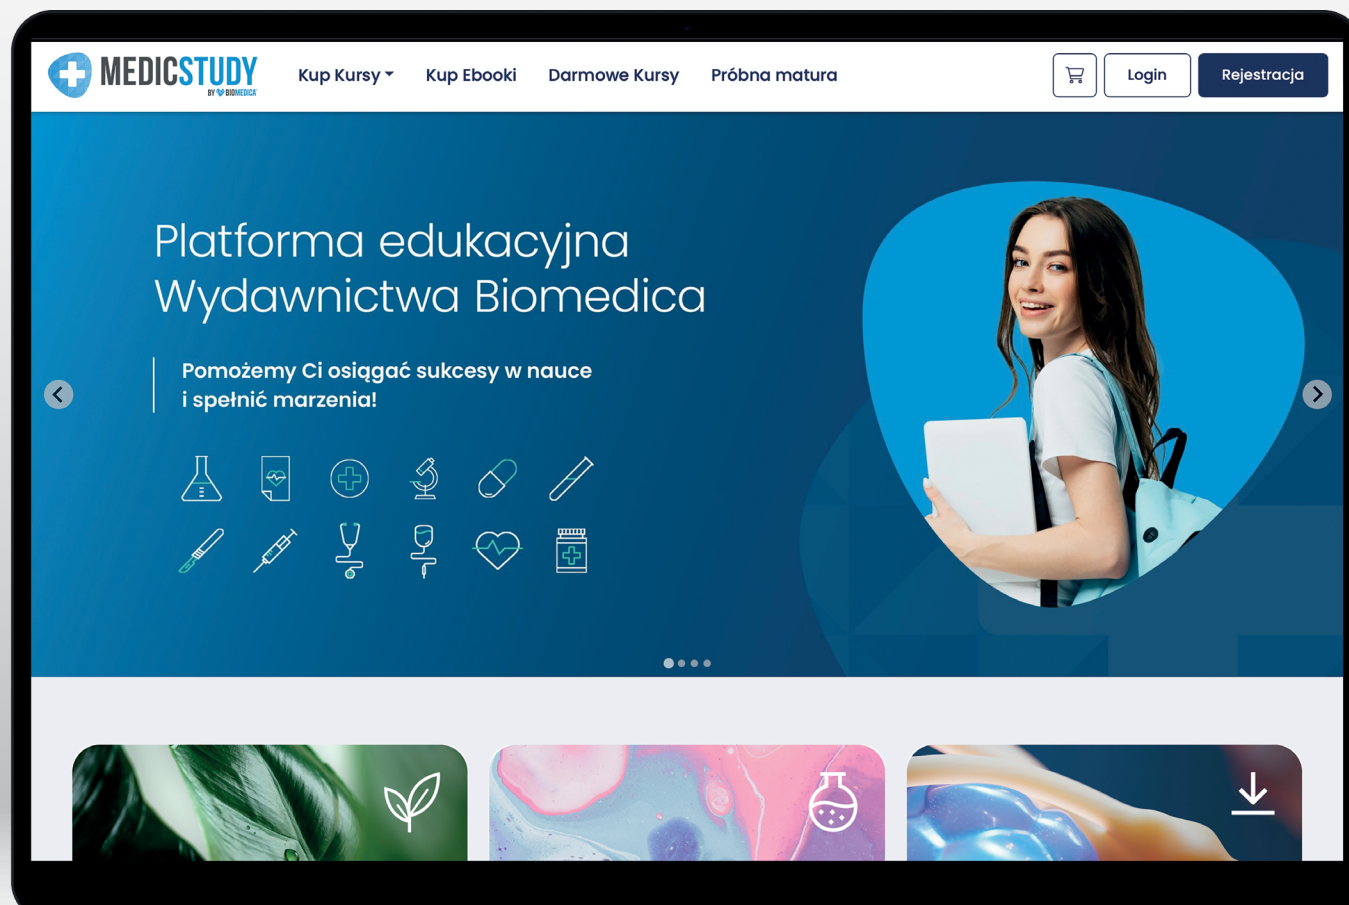 MEDICSTUDY
BY BIOMEDICA
Kup Kursy
Kup Ebooki
Darmowe Kursy
Próbna matura
Login
Rejestracja
Platforma edukacyjna
Wydawnictwa Biomedica
Pomożemy Ci osiągać sukcesy w nauce
i spełnić marzenia!